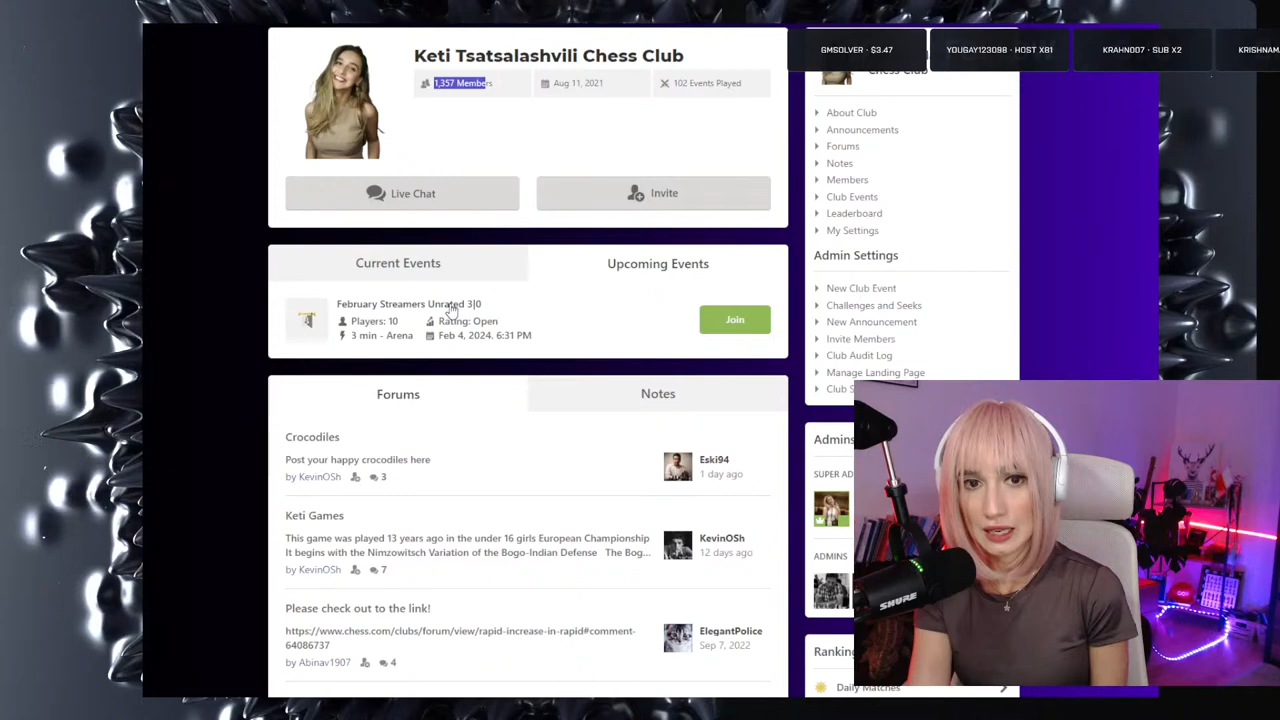 GMSOLVER · $3.47
YOUGAY123098 · HOST X81
KRAHN007 · SUB X2
KRISHNAM
Keti Tsatsalashvili Chess Club
1,357 Members
Aug 11, 2021
102 Events Played
Live Chat
Invite
Current Events
Upcoming Events
February Streamers Unrated 3|0
Players: 10
Rating: Open
3 min - Arena
Feb 4, 2024, 6:31 PM
Join
Forums
Notes
Crocodiles
Post your happy crocodiles here
by KevinOSh
3
Eski94
1 day ago
Keti Games
This game was played 13 years ago in the under 16 girls European Championship
It begins with the Nimzowitsch Variation of the Bogo-Indian Defense The Bog...
by KevinOSh
7
KevinOSh
12 days ago
Please check out to the link!
https://www.chess.com/clubs/forum/view/rapid-increase-in-rapid#comment-
64086737
by Abinav1907
4
ElegantPolice
Sep 7, 2022
Chess Club
About Club
Announcements
Forums
Notes
Members
Club Events
Leaderboard
My Settings
Admin Settings
New Club Event
Challenges and Seeks
New Announcement
Invite Members
Club Audit Log
Manage Landing Page
Club S
Admins
SUPER AD
ADMINS
Ranking
Daily Matches
SHURE